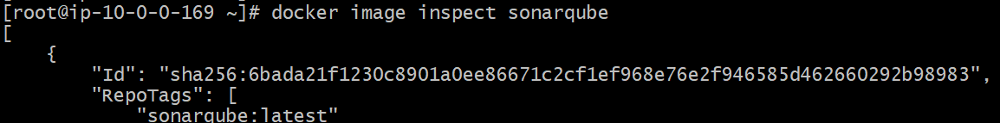 [root@ip-10-0-0-169 ~]# docker image inspect sonarqube
[
    {
        "Id": "sha256:6bada21f1230c8901a0ee86671c2cf1ef968e76e2f946585d462660292b98983",
        "RepoTags": [
            "sonarqube:latest"